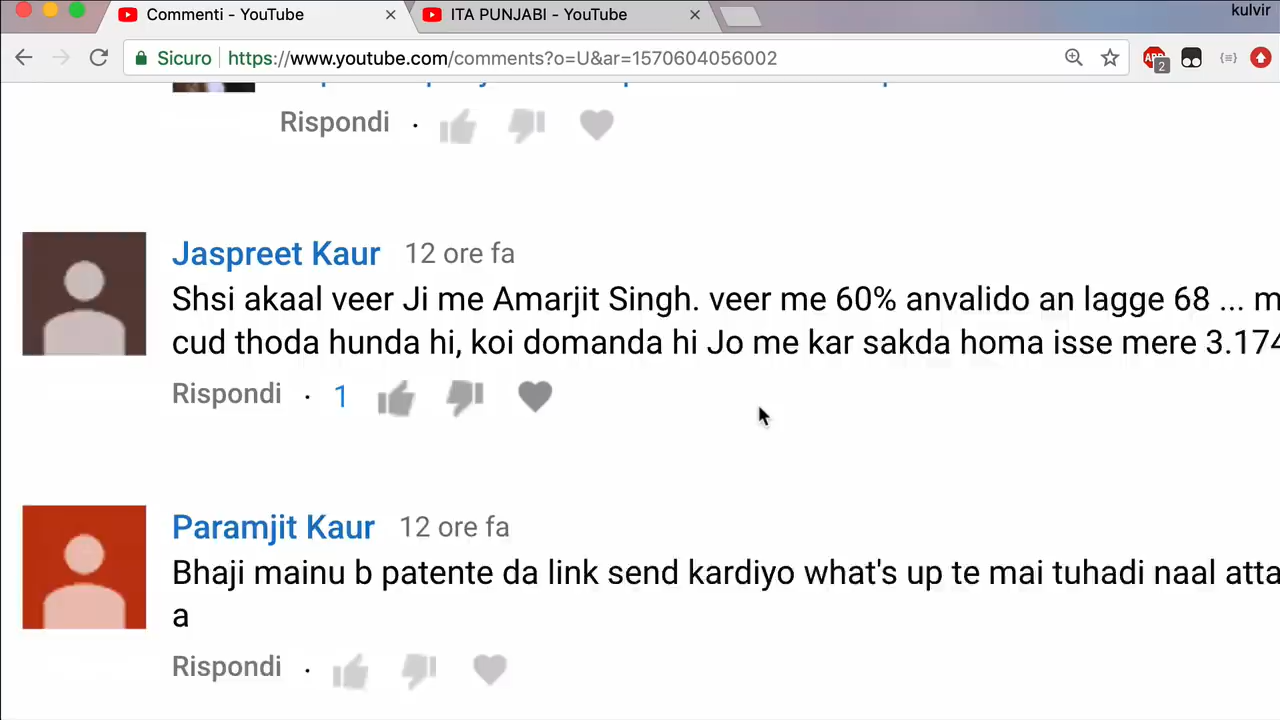 kulvir
Commenti - YouTube
ITA PUNJABI - YouTube
Sicuro https://www.youtube.com/comments?o=U&ar=1570604056002
2
Rispondi ·
Jaspreet Kaur 12 ore fa
Shsi akaal veer Ji me Amarjit Singh. veer me 60% anvalido an lagge 68 ...
cud thoda hunda hi, koi domanda hi Jo me kar sakda homa isse mere 3.174
Rispondi · 1
Paramjit Kaur 12 ore fa
Bhaji mainu b patente da link send kardiyo what's up te mai tuhadi naal
a
Rispondi ·